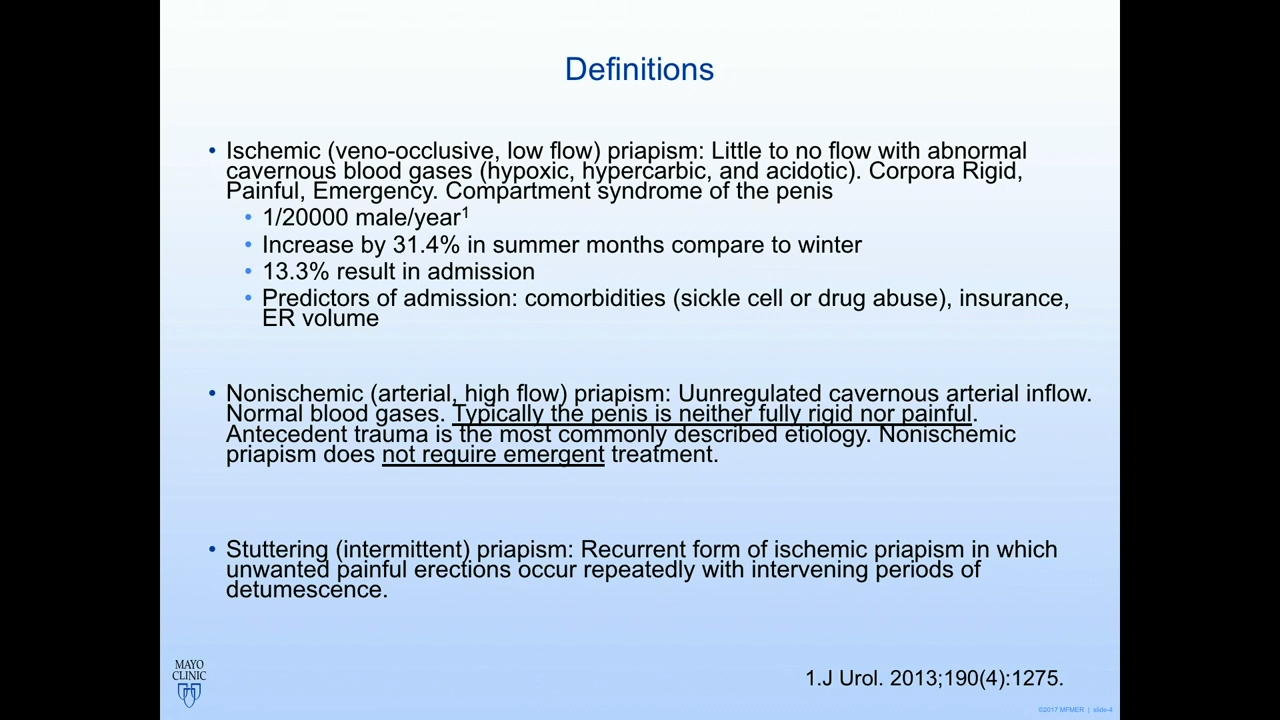 Definitions
• Ischemic (veno-occlusive, low flow) priapism: Little to no flow with abnormal
cavernous blood gases (hypoxic, hypercarbic, and acidotic). Corpora Rigid,
Painful, Emergency. Compartment syndrome of the penis
• 1/20000 male/year¹
• Increase by 31.4% in summer months compare to winter
• 13.3% result in admission
• Predictors of admission: comorbidities (sickle cell or drug abuse), insurance,
ER volume
• Nonischemic (arterial, high flow) priapism: Uunregulated cavernous arterial inflow.
Normal blood gases. Typically the penis is neither fully rigid nor painful.
Antecedent trauma is the most commonly described etiology. Nonischemic
priapism does not require emergent treatment.
• Stuttering (intermittent) priapism: Recurrent form of ischemic priapism in which
unwanted painful erections occur repeatedly with intervening periods of
detumescence.
MAYO
CLINIC
1.J Urol. 2013;190(4):1275.
©2017 MFMER | slide-4